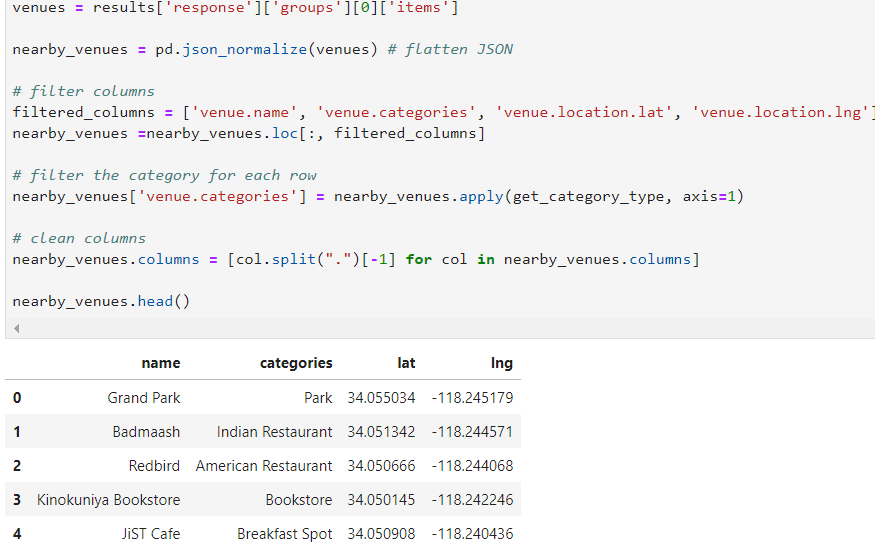 venues = results['response']['groups'][0]['items']
nearby_venues = pd.json_normalize(venues) # flatten JSON
# filter columns
filtered_columns = ['venue.name', 'venue.categories', 'venue.location.lat', 'venue.location.lng']
nearby_venues =nearby_venues.loc[:, filtered_columns]
# filter the category for each row
nearby_venues['venue.categories'] = nearby_venues.apply(get_category_type, axis=1)
# clean columns
nearby_venues.columns = [col.split(".")[-1] for col in nearby_venues.columns]
nearby_venues.head()
name categories lat lng
0 Grand Park Park 34.055034 -118.245179
1 Badmaash Indian Restaurant 34.051342 -118.244571
2 Redbird American Restaurant 34.050666 -118.244068
3 Kinokuniya Bookstore Bookstore 34.050145 -118.242246
4 JiST Cafe Breakfast Spot 34.050908 -118.240436